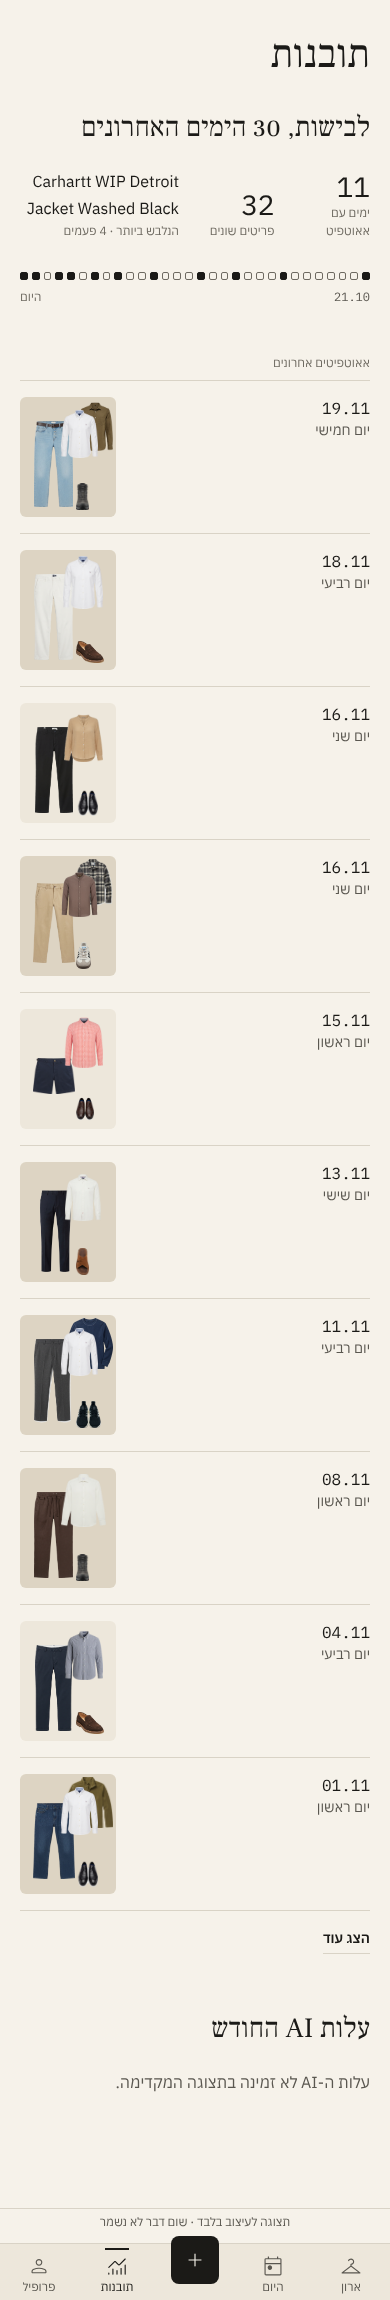 תובנות
לבישות, 30 הימים האחרונים
11
ימים עם
אאוטפיט
32
פריטים שונים
Carhartt WIP Detroit
Jacket Washed Black
הנלבש ביותר · 4 פעמים
21.10
היום
אאוטפיטים אחרונים
19.11
יום חמישי
18.11
יום רביעי
16.11
יום שני
16.11
יום שני
15.11
יום ראשון
13.11
יום שישי
11.11
יום רביעי
08.11
יום ראשון
04.11
יום רביעי
01.11
יום ראשון
הצג עוד
עלות AI החודש
עלות ה-AI לא זמינה בתצוגה המקדימה.
תצוגה לעיצוב בלבד · שום דבר לא נשמר
ארון
היום
תובנות
פרופיל